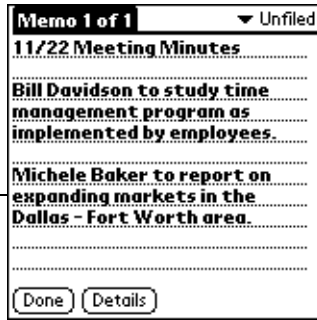 Memo 1 of 1 ▼ Unfiled
11/22 Meeting Minutes
Bill Davidson to study time
management program as
implemented by employees.
Michele Baker to report on
expanding markets in the
Dallas - Fort Worth area.
Done Details